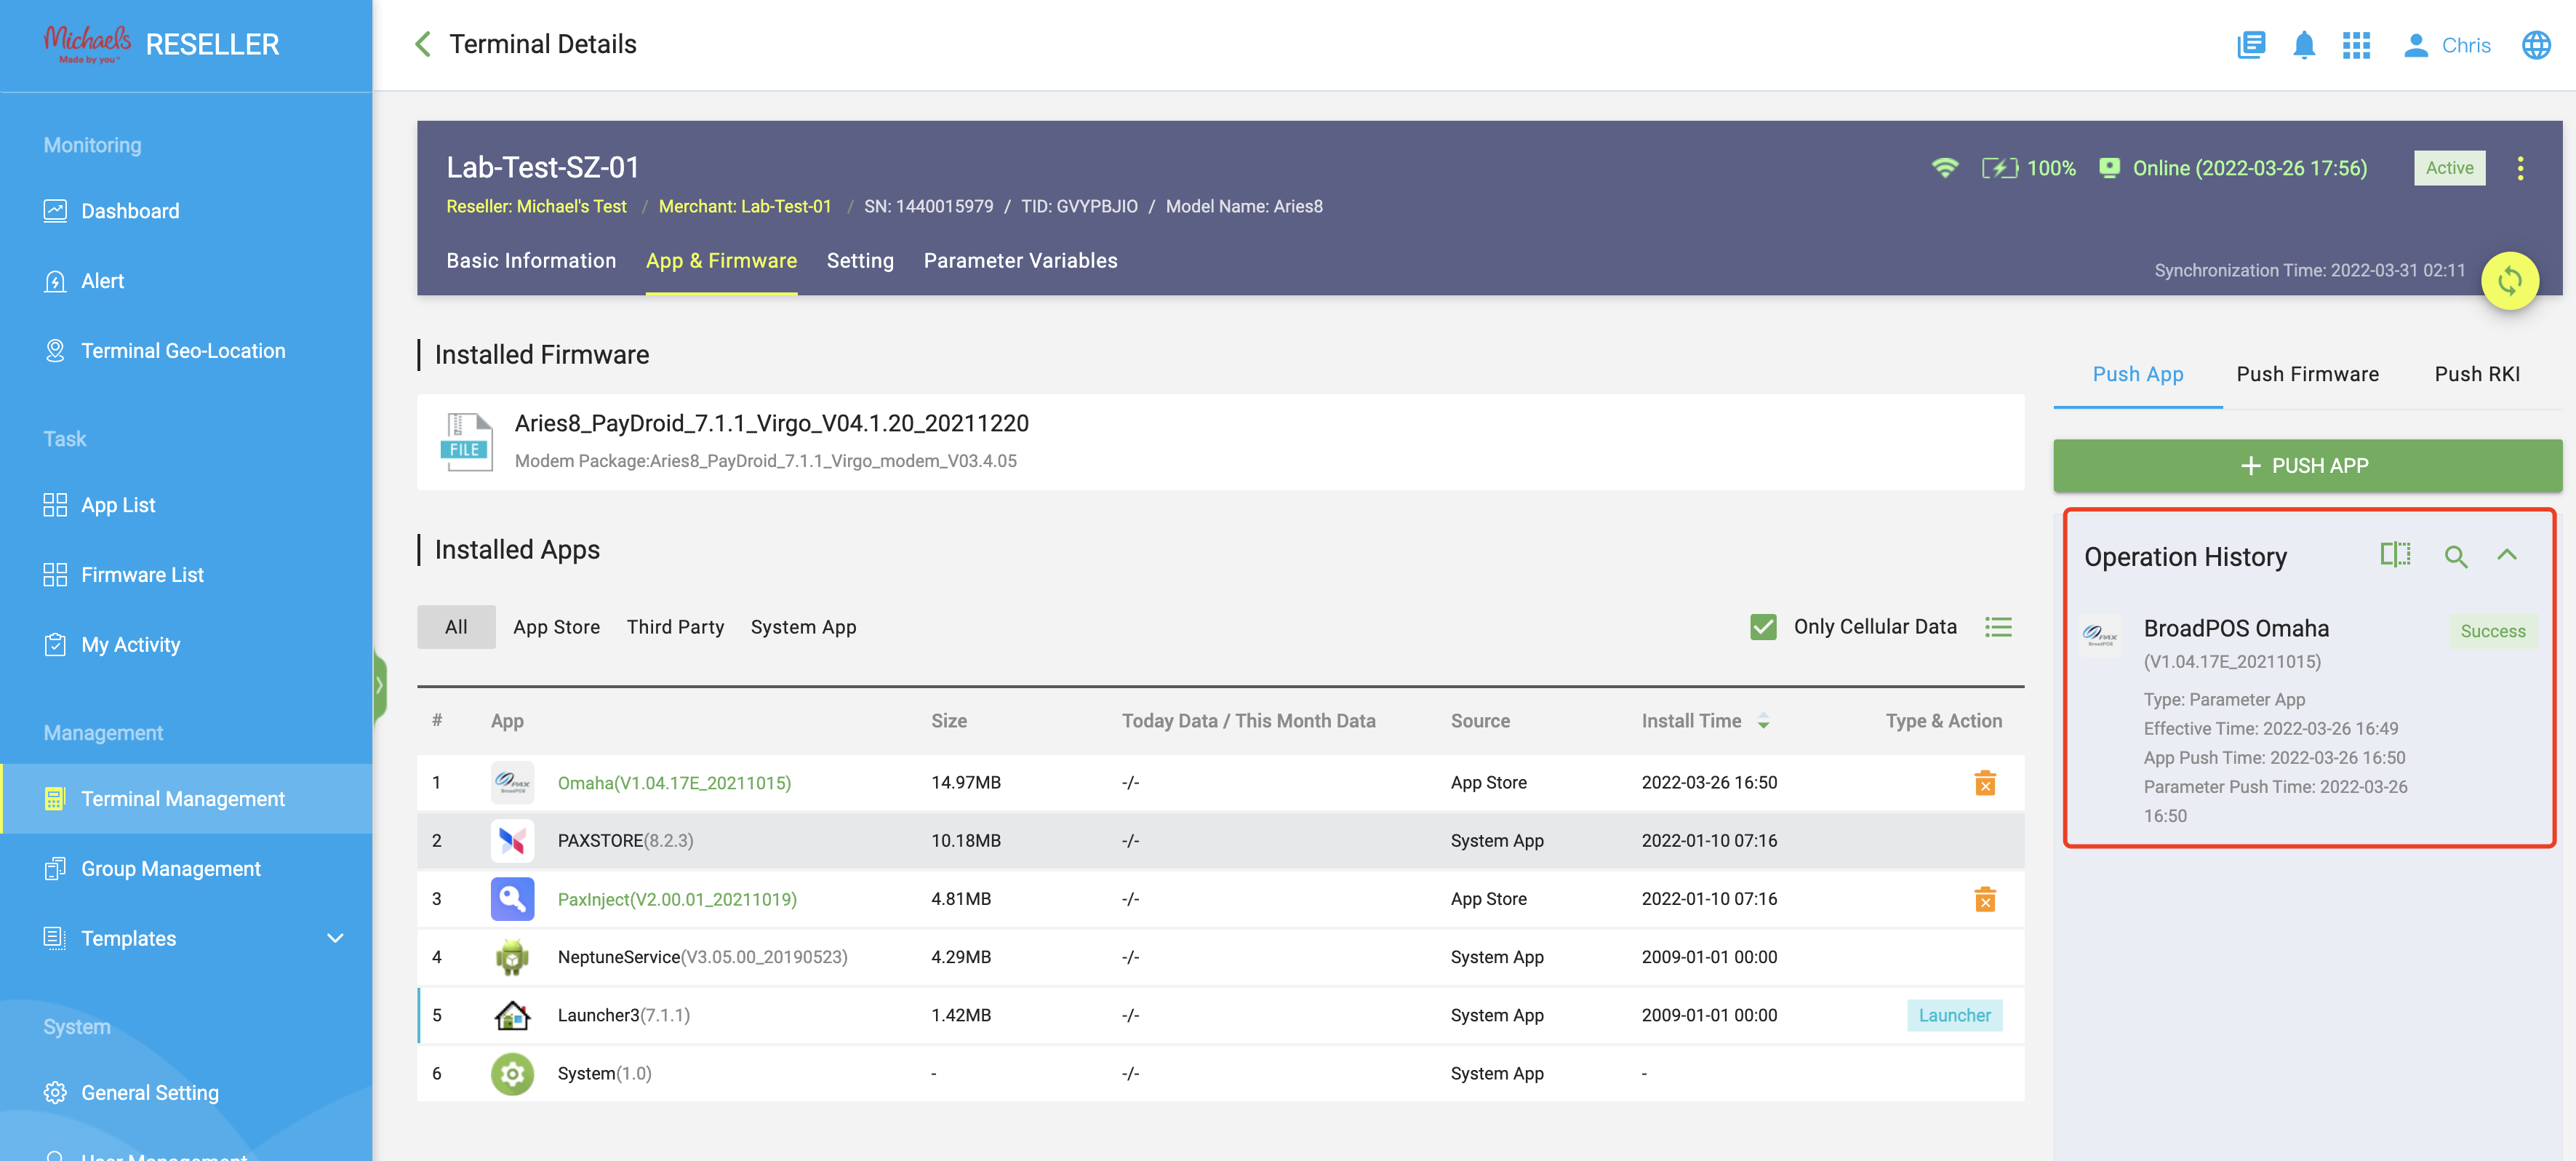 Michaels
Made by you™
RESELLER
Monitoring
Dashboard
Alert
Terminal Geo-Location
Task
App List
Firmware List
My Activity
Management
Terminal Management
Group Management
Templates
System
General Setting
User Management
Terminal Details
Chris
Lab-Test-SZ-01
100%
Online (2022-03-26 17:56)
Active
Reseller: Michael's Test / Merchant: Lab-Test-01 / SN: 1440015979 / TID: GVYPBJIO / Model Name: Aries8
Basic Information
App & Firmware
Setting
Parameter Variables
Synchronization Time: 2022-03-31 02:11
Installed Firmware
FILE
Aries8_PayDroid_7.1.1_Virgo_V04.1.20_20211220
Modem Package:Aries8_PayDroid_7.1.1_Virgo_modem_V03.4.05
Installed Apps
All
App Store
Third Party
System App
Only Cellular Data
# App Size Today Data / This Month Data Source Install Time Type & Action
1 PAX BroadPOS Omaha(V1.04.17E_20211015) 14.97MB -/- App Store 2022-03-26 16:50
2 PAXSTORE(8.2.3) 10.18MB -/- System App 2022-01-10 07:16
3 PaxInject(V2.00.01_20211019) 4.81MB -/- App Store 2022-01-10 07:16
4 NeptuneService(V3.05.00_20190523) 4.29MB -/- System App 2009-01-01 00:00
5 Launcher3(7.1.1) 1.42MB -/- System App 2009-01-01 00:00 Launcher
6 System(1.0) - -/- System App -
Push App
Push Firmware
Push RKI
+ PUSH APP
Operation History
PAX
BroadPOS
BroadPOS Omaha
Success
(V1.04.17E_20211015)
Type: Parameter App
Effective Time: 2022-03-26 16:49
App Push Time: 2022-03-26 16:50
Parameter Push Time: 2022-03-26
16:50